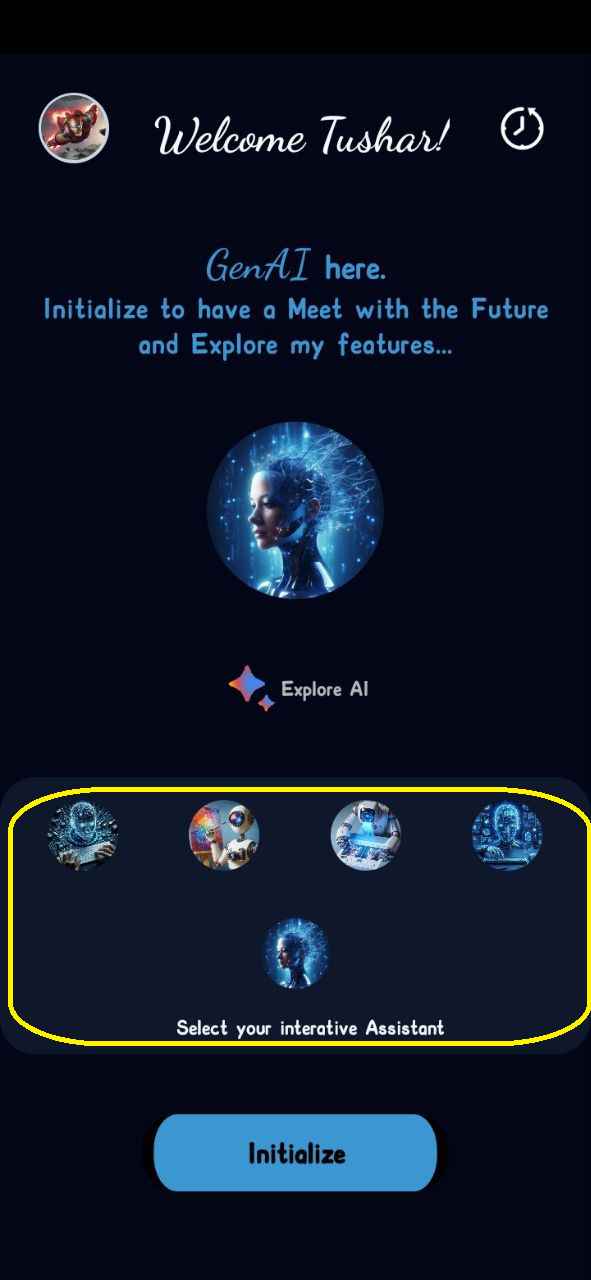 Welcome Tushar!
GenAI here.
Initialize to have a Meet with the Future
and Explore my features...
Explore AI
Select your interative Assistant
Initialize